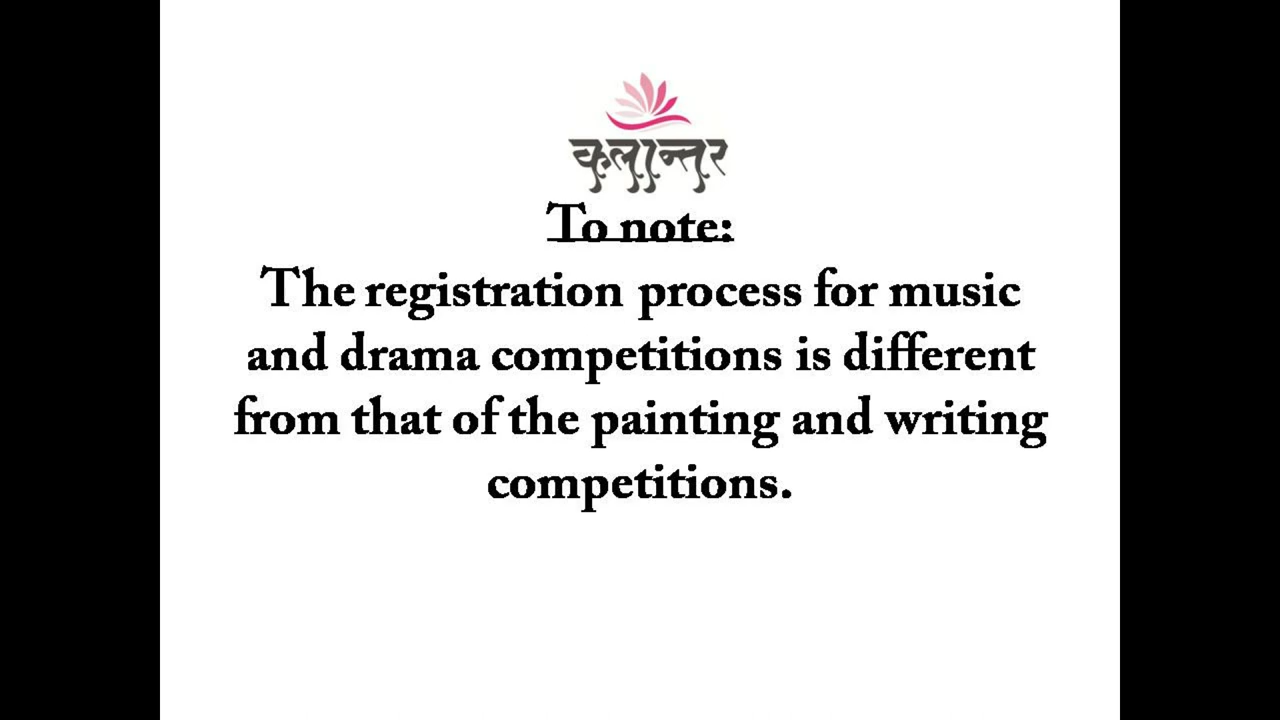 कलान्तर
To note:
The registration process for music
and drama competitions is different
from that of the painting and writing
competitions.